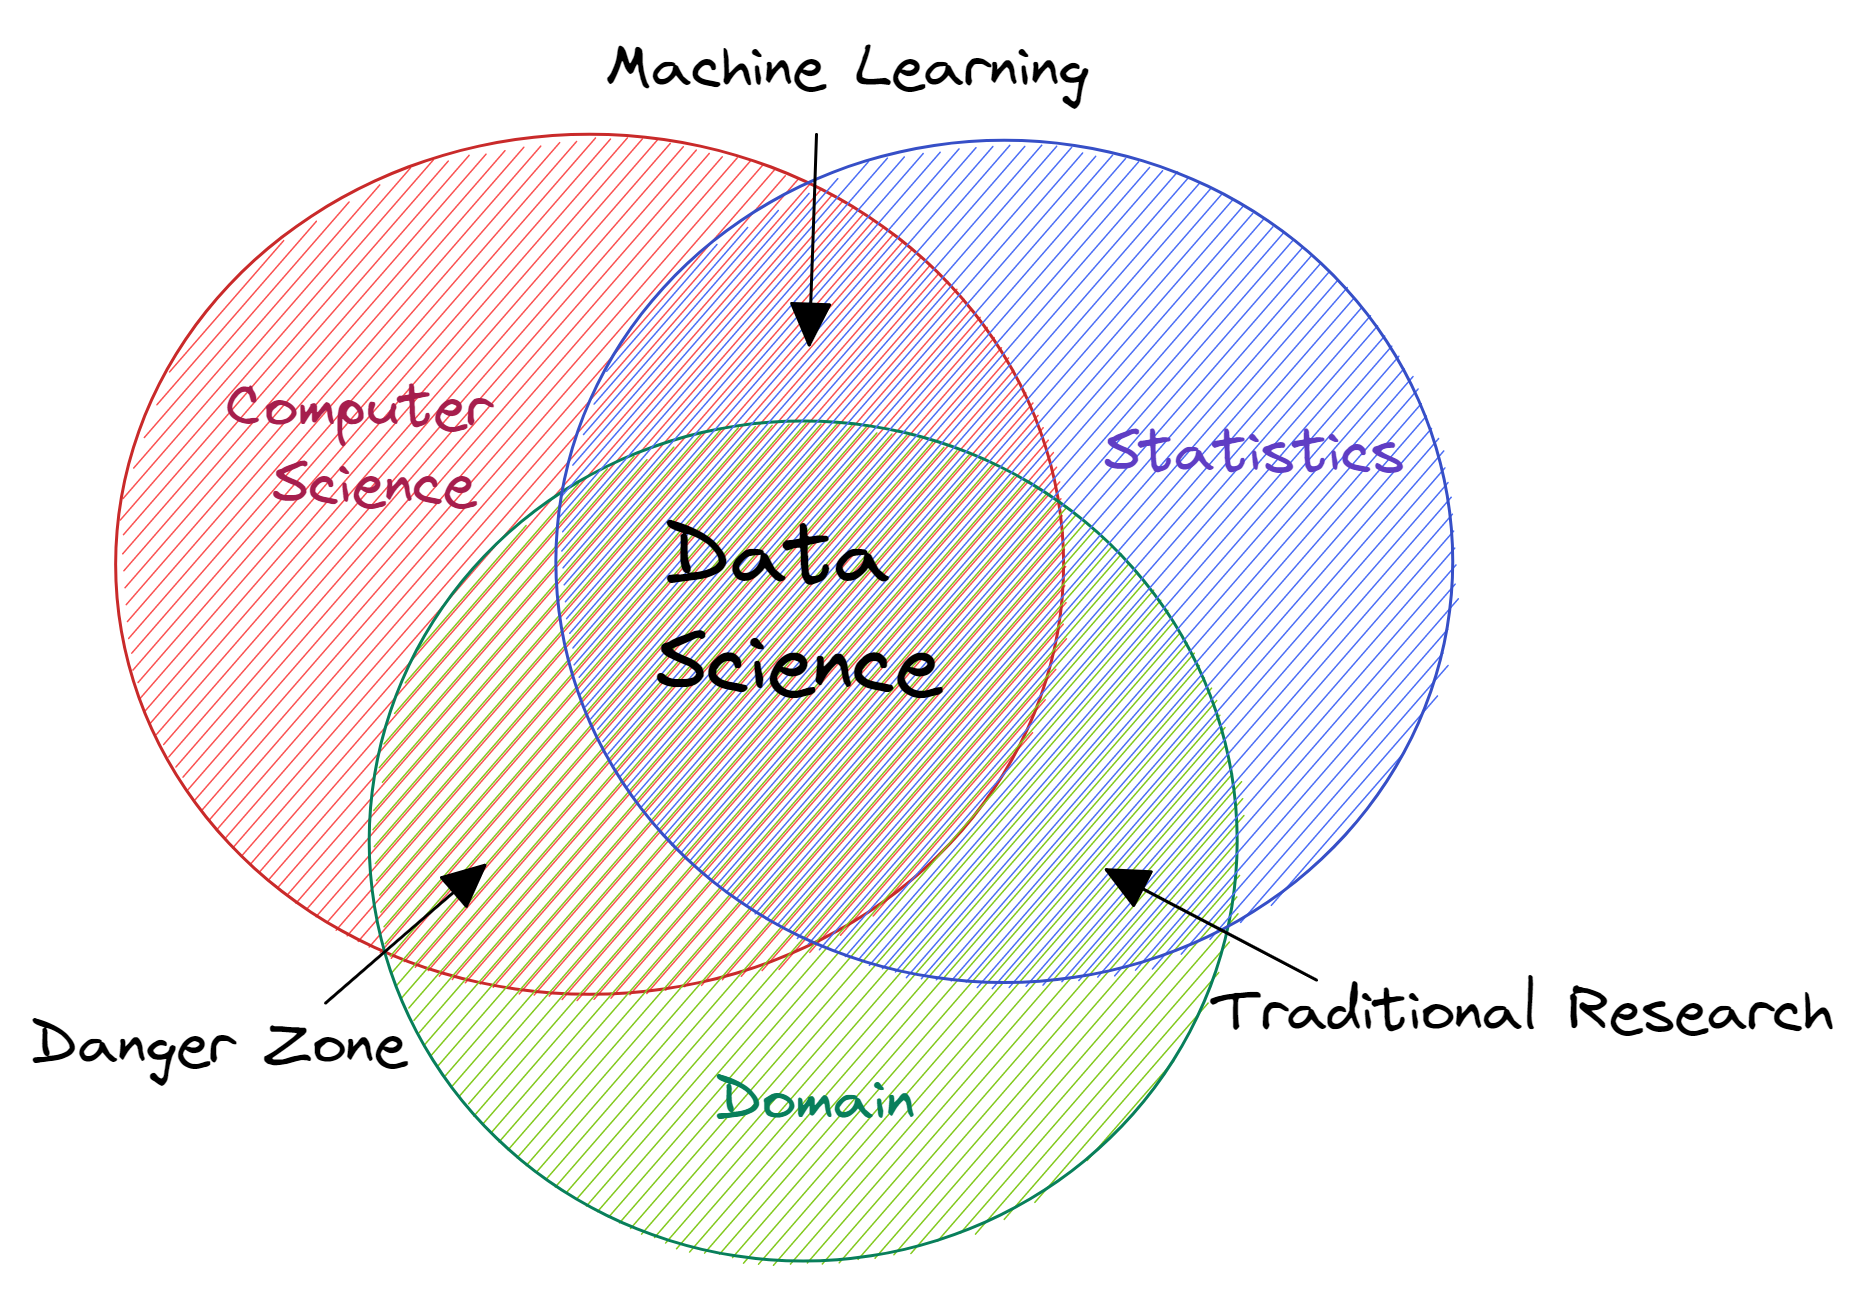 Machine Learning
Computer
Science
Statistics
Data
Science
Danger Zone
Traditional Research
Domain